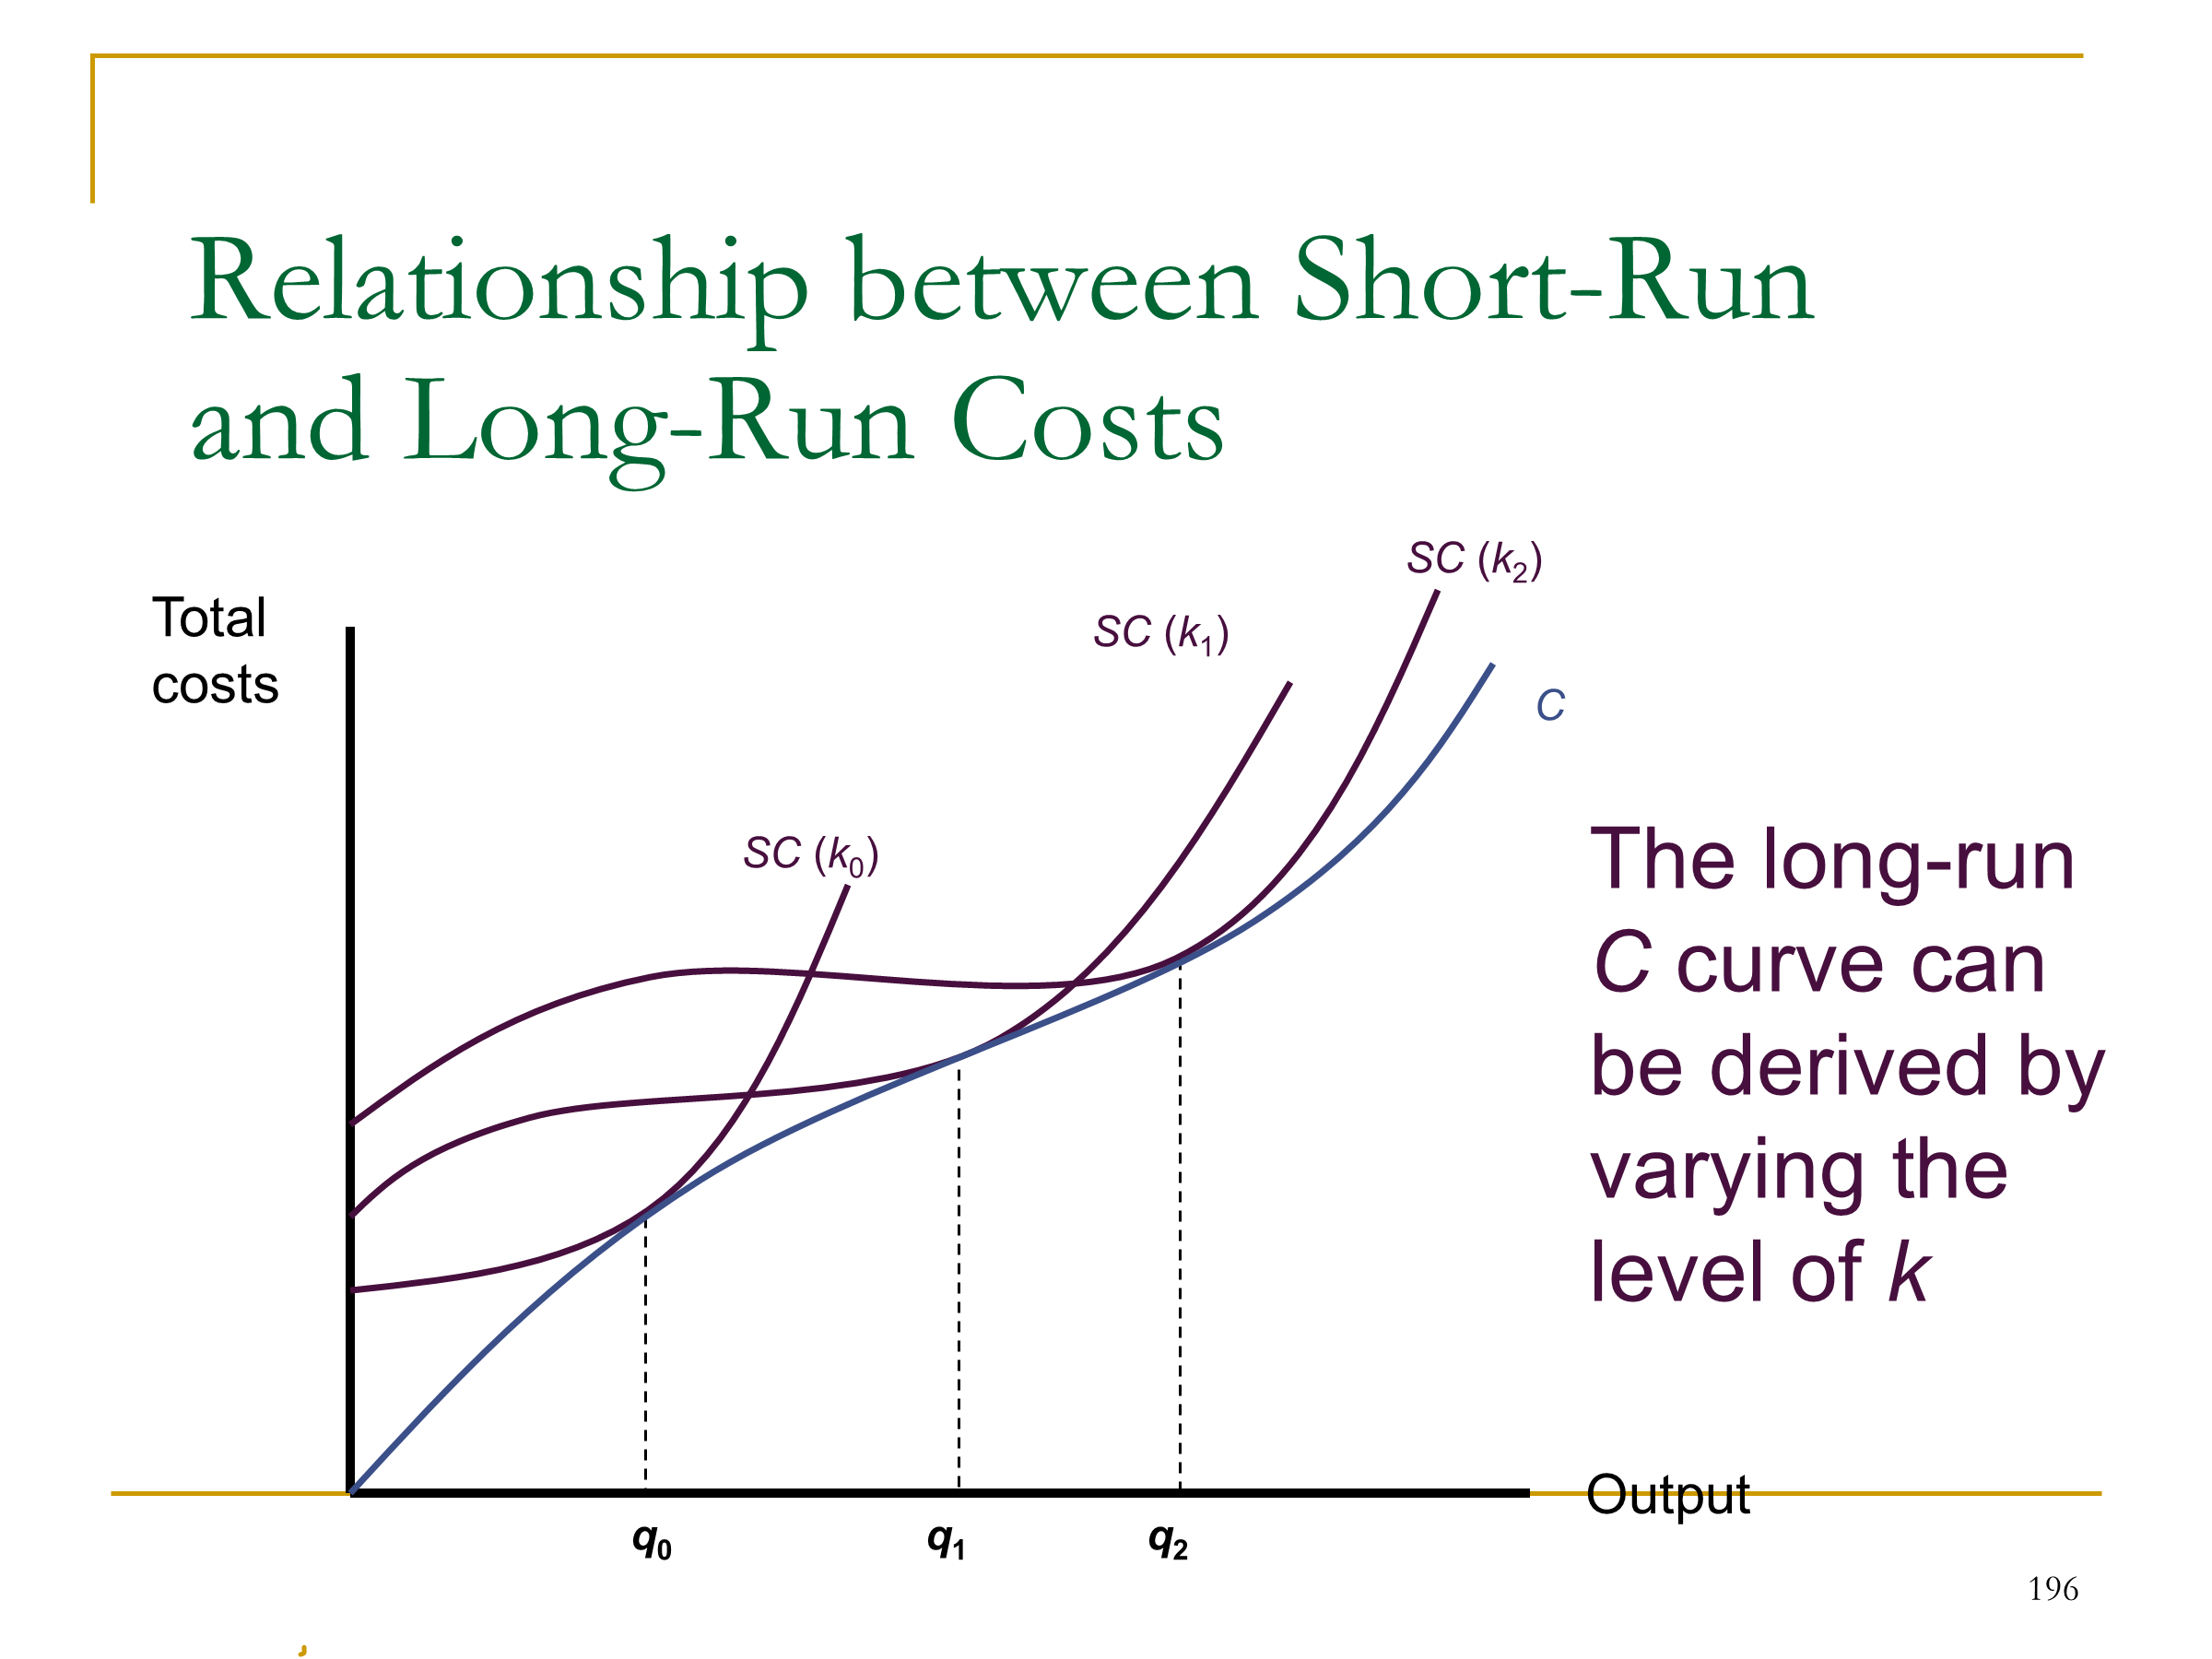 Relationship between Short-Run
and Long-Run Costs
Total
costs
SC (k0)
SC (k1)
SC (k2)
C
The long-run
C curve can
be derived by
varying the
level of k
Output
q0
q1
q2
196
,